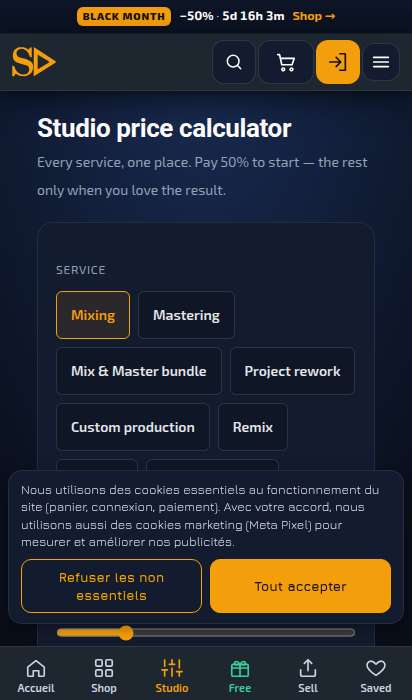 BLACK MONTH −50% · 5d 16h 3m Shop →
S
Studio price calculator
Every service, one place. Pay 50% to start — the rest
only when you love the result.
SERVICE
Mixing Mastering
Mix & Master bundle Project rework
Custom production Remix
Nous utilisons des cookies essentiels au fonctionnement du
site (panier, connexion, paiement). Avec votre accord, nous
utilisons aussi des cookies marketing (Meta Pixel) pour
mesurer et améliorer nos publicités.
Refuser les non
essentiels
Tout accepter
Accueil Shop Studio Free Sell Saved